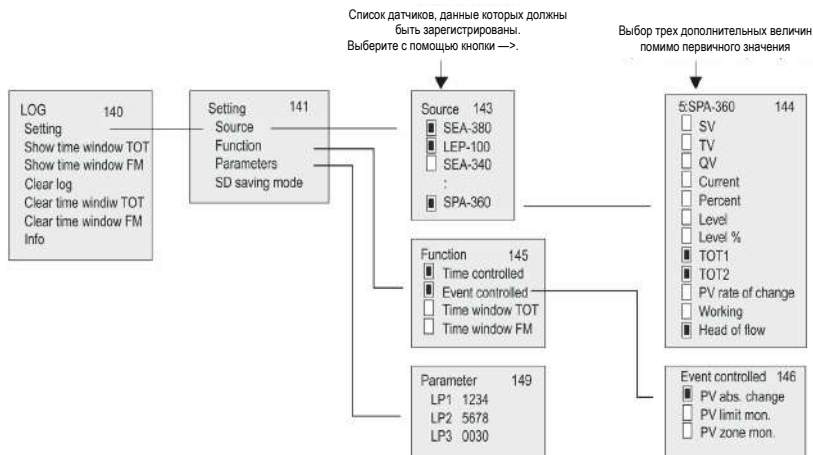 Список датчиков, данные которых должны
быть зарегистрированы.
Выберите с помощью кнопки —>.
Выбор трех дополнительных величин
помимо первичного значения
LOG 140
Setting
Show time window TOT
Show time window FM
Clear log
Clear time windiw TOT
Clear time window FM
Info
Setting 141
Source
Function
Parameters
SD saving mode
Source 143
SEA-380
LEP-100
SEA-340
:
SPA-360
Function 145
Time controlled
Event controlled
Time window TOT
Time window FM
Parameter 149
LP1 1234
LP2 5678
LP3 0030
5:SPA-360 144
SV
TV
QV
Current
Percent
Level
Level %
TOT1
TOT2
PV rate of change
Working
Head of flow
Event controlled 146
PV abs. change
PV limit mon.
PV zone mon.